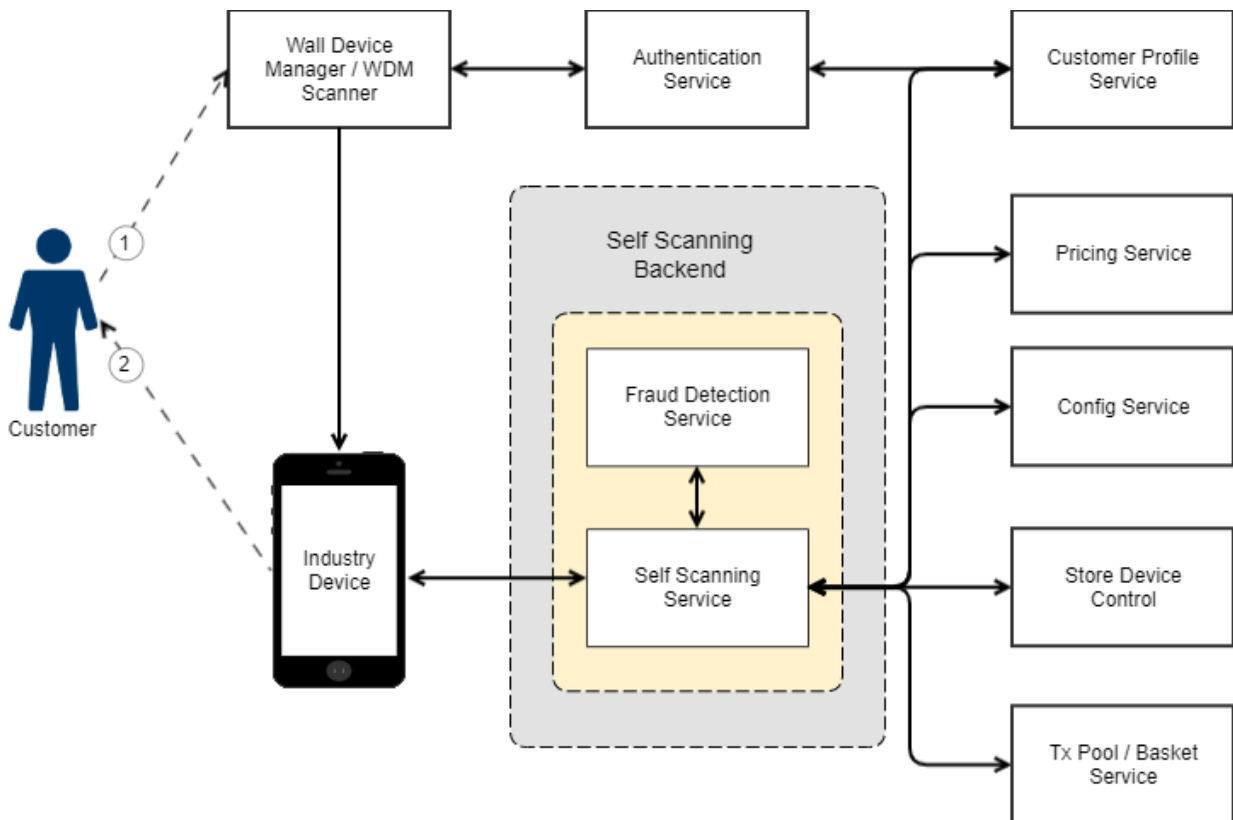 Wall Device
Manager / WDM
Scanner
Authentication
Service
Customer Profile
Service
1
Self Scanning
Backend
Pricing Service
2
Customer
Fraud Detection
Service
Config Service
Industry
Device
Self Scanning
Service
Store Device
Control
Tx Pool / Basket
Service